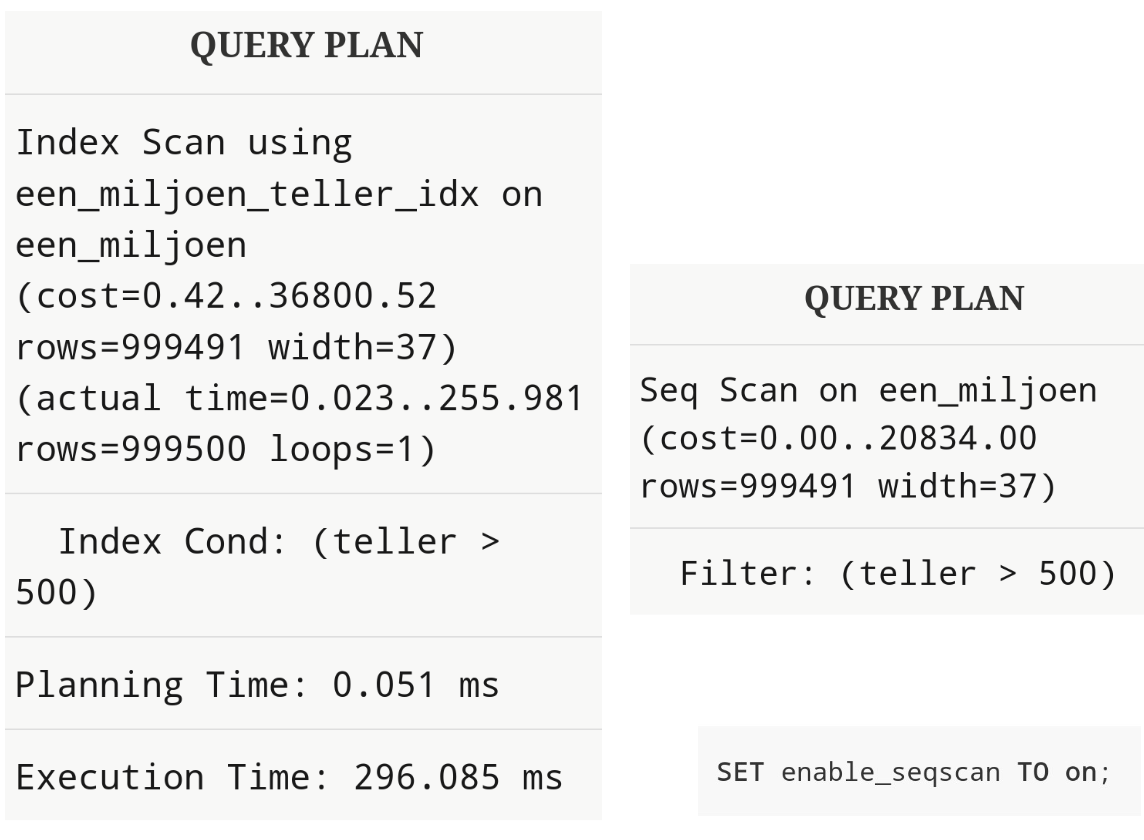 QUERY PLAN
Index Scan using
een_miljoen_teller_idx on
een_miljoen
(cost=0.42..36800.52
rows=999491 width=37)
(actual time=0.023..255.981
rows=999500 loops=1)
Index Cond: (teller >
500)
Planning Time: 0.051 ms
Execution Time: 296.085 ms
QUERY PLAN
Seq Scan on een_miljoen
(cost=0.00..20834.00
rows=999491 width=37)
Filter: (teller > 500)
SET enable_seqscan TO on;